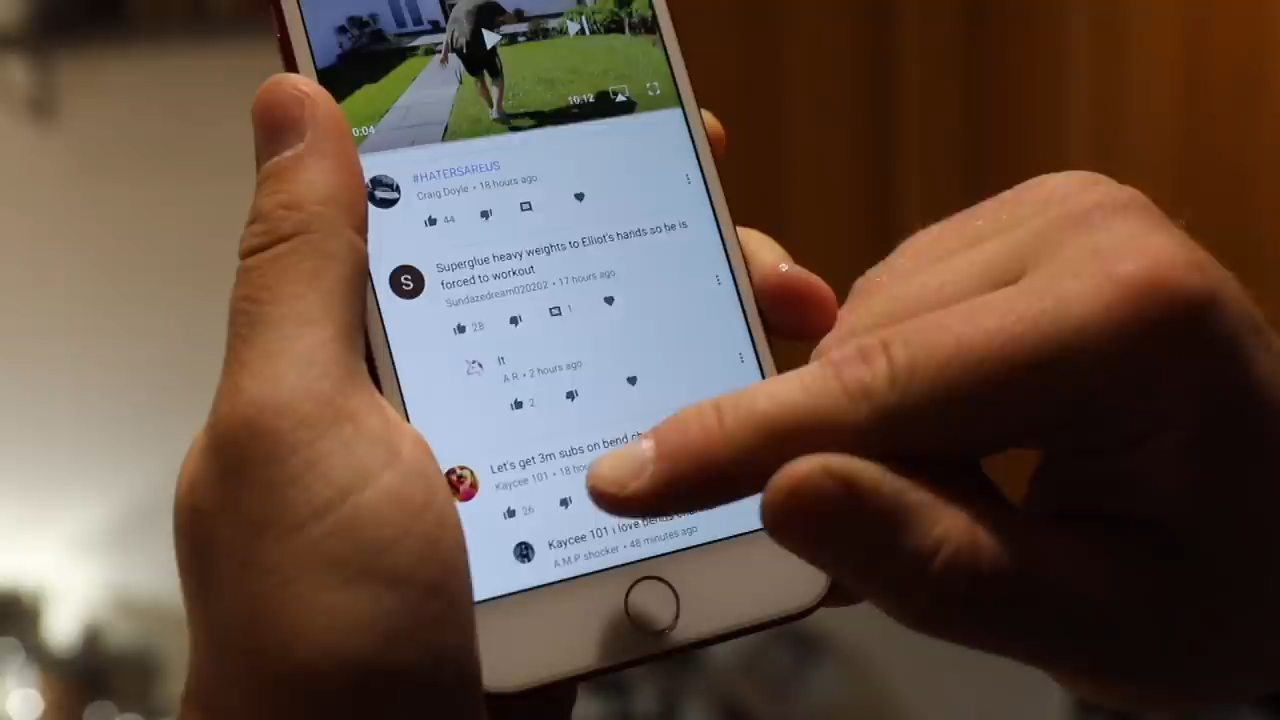 0:04
10:12
#HATERSAREUS
Craig Doyle • 18 hours ago
44
S
Superglue heavy weights to Elliot's hands so he is
forced to workout
Sundazedream020202 • 17 hours ago
28
1
It
A R • 2 hours ago
2
Let's get 3m subs on bend
Kaycee 101 • 18
26
Kaycee 101 i love
A.M.P shocker • 48 minutes ago